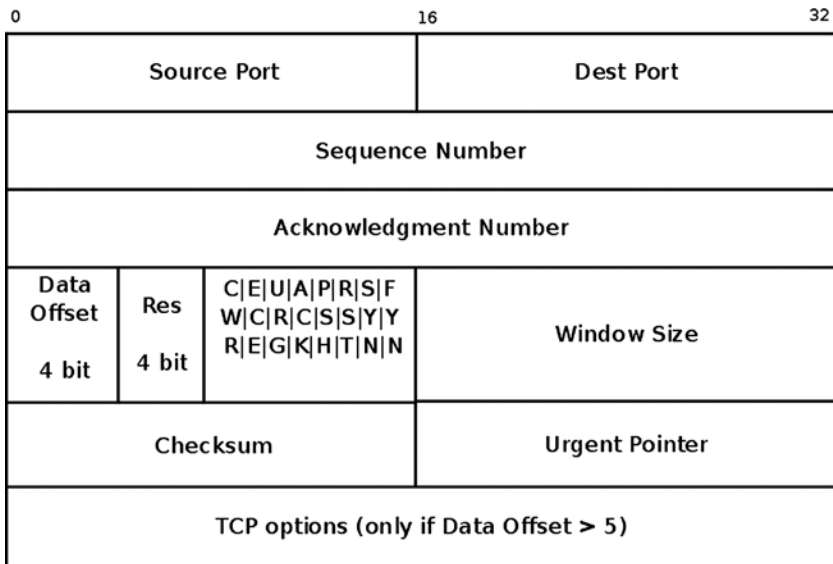 0 16 32
Source Port Dest Port
Sequence Number
Acknowledgment Number
Data
Offset
4 bit
Res
4 bit
C|E|U|A|P|R|S|F
W|C|R|C|S|S|Y|Y
R|E|G|K|H|T|N|N
Window Size
Checksum Urgent Pointer
TCP options (only if Data Offset > 5)